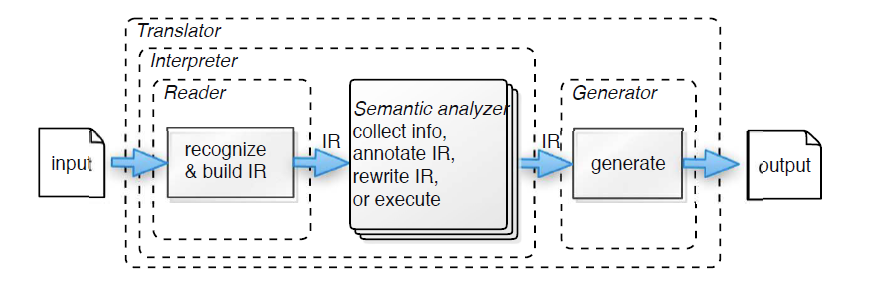 Translator
Interpreter
Reader
Generator
input
recognize
& build IR
IR
Semantic analyzer
collect info,
annotate IR,
rewrite IR,
or execute
IR
generate
output